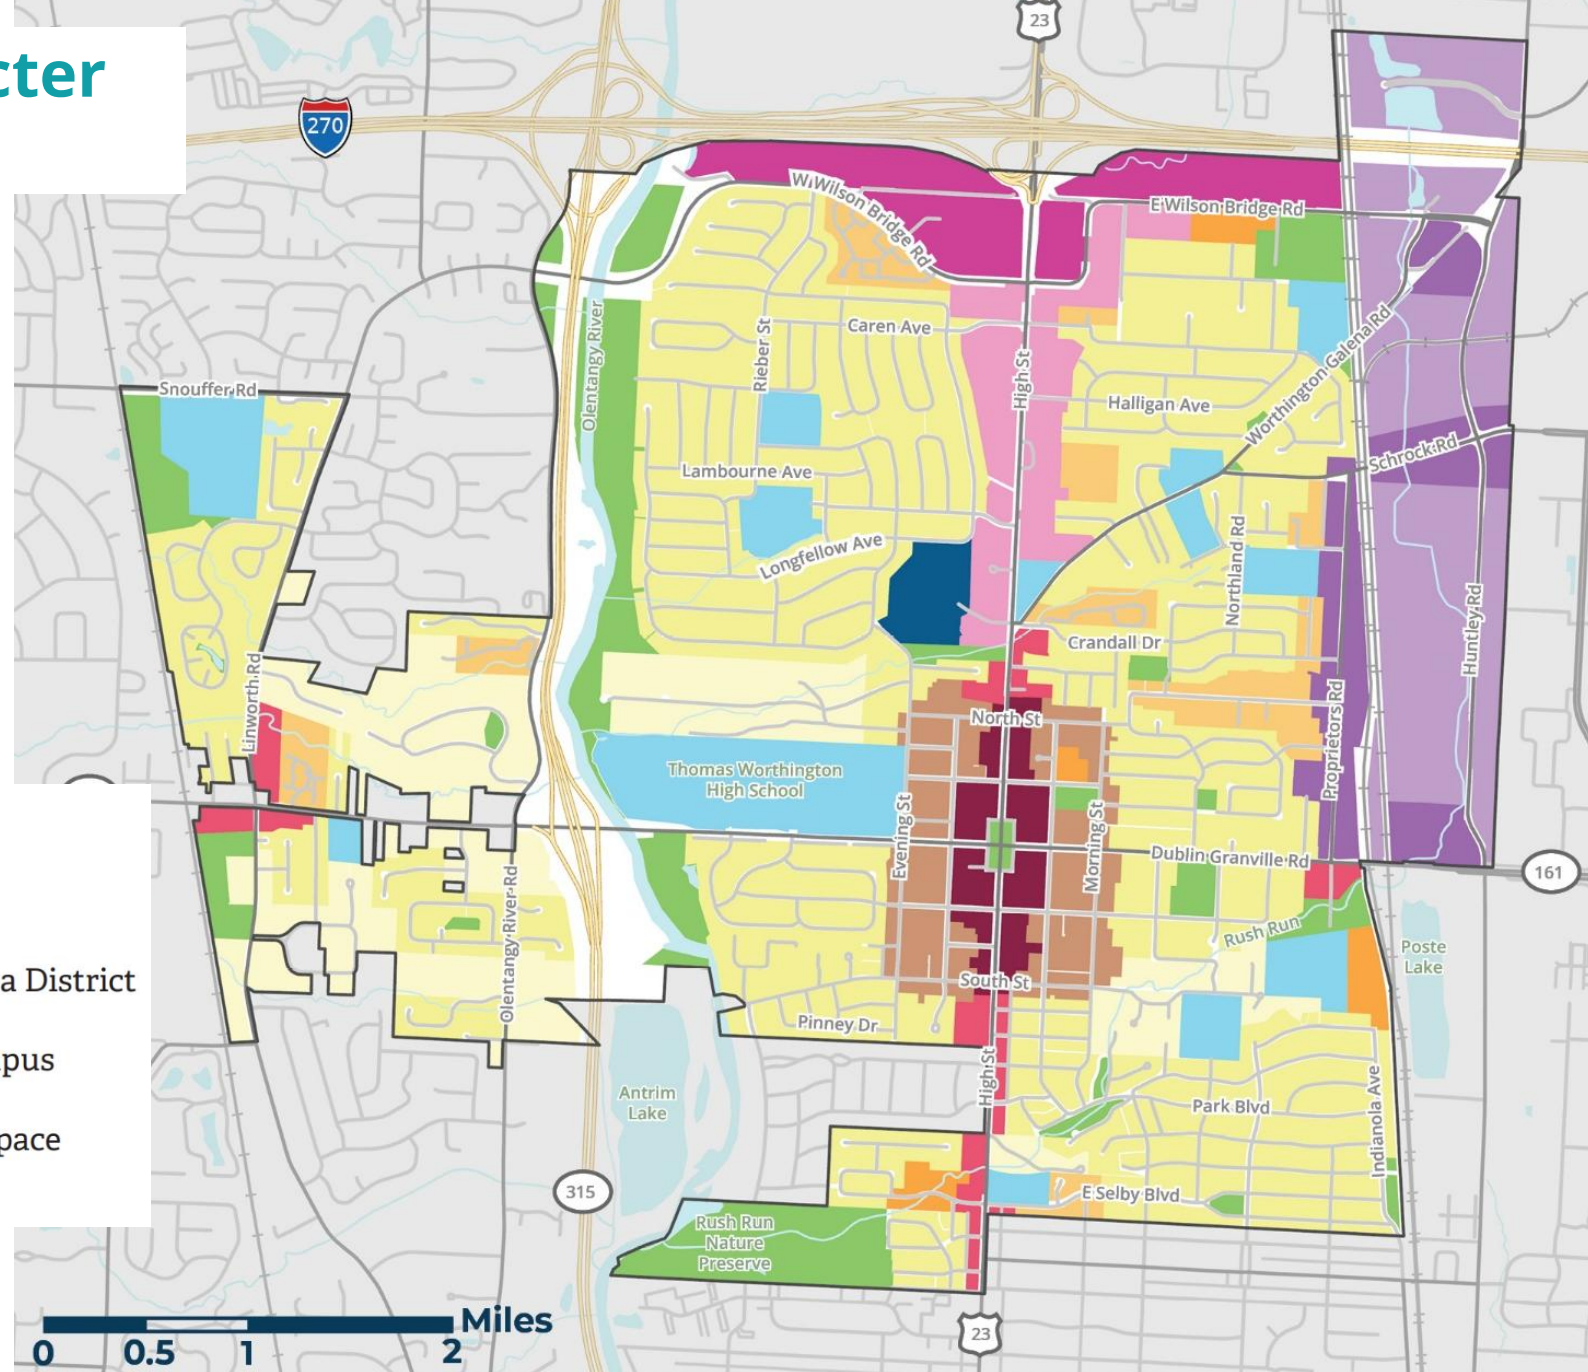 cter
23
270
W Wilson Bridge Rd
E Wilson Bridge Rd
Olentangy River
Rieber St
Caren Ave
High St
Worthington Galena Rd
Snouffer Rd
Halligan Ave
Schrock Rd
Lambourne Ave
Northland Rd
Longfellow Ave
Huntley Rd
Crandall Dr
Linworth Rd
North St
Proprietors Rd
Thomas Worthington
High School
Evening St
Morning St
Dublin Granville Rd
161
Olentangy River Rd
Rush Run
Poste
Lake
a District
South St
Pinney Dr
pus
High St
Antrim
Lake
Park Blvd
Indianola Ave
pace
315
E Selby Blvd
Rush Run
Nature
Preserve
Miles
0 0.5 1 2
23